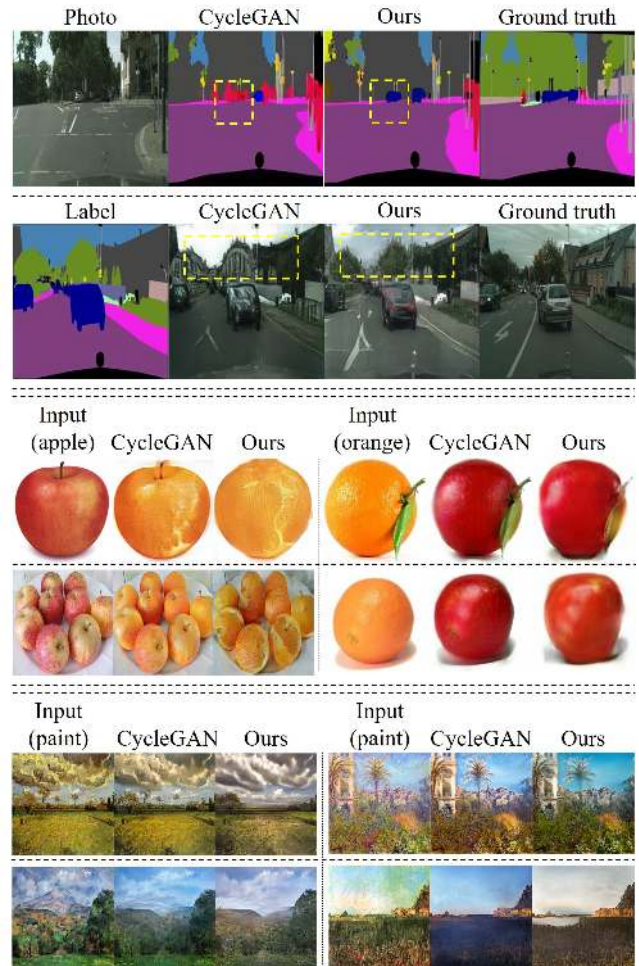 Photo CycleGAN Ours Ground truth
Label CycleGAN Ours Ground truth
Input Input
(apple) CycleGAN Ours (orange) CycleGAN Ours
Input Input
(paint) CycleGAN Ours (paint) CycleGAN Ours